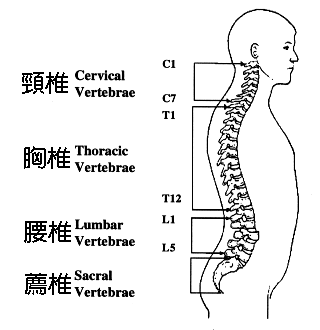 頸椎 Cervical
Vertebrae
C1
C7
T1
胸椎 Thoracic
Vertebrae
T12
L1
腰椎 Lumbar
Vertebrae
L5
薦椎 Sacral
Vertebrae